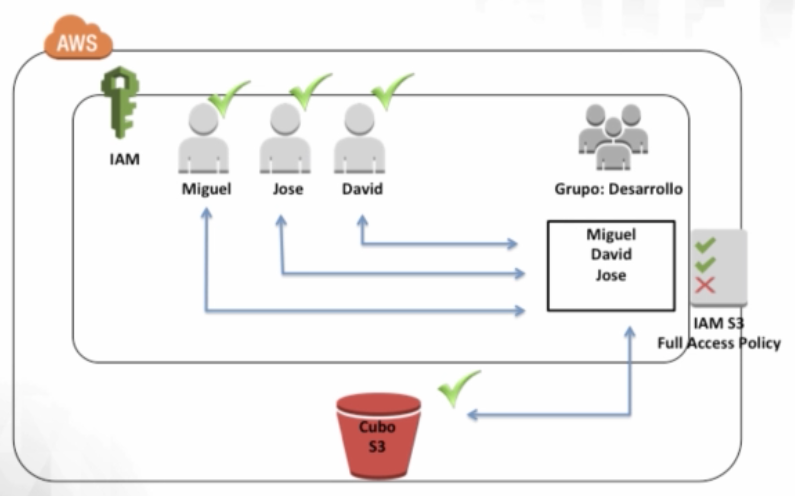 AWS
IAM
Miguel
Jose
David
Grupo: Desarrollo
Miguel
David
Jose
IAM S3
Full Access Policy
Cubo
S3